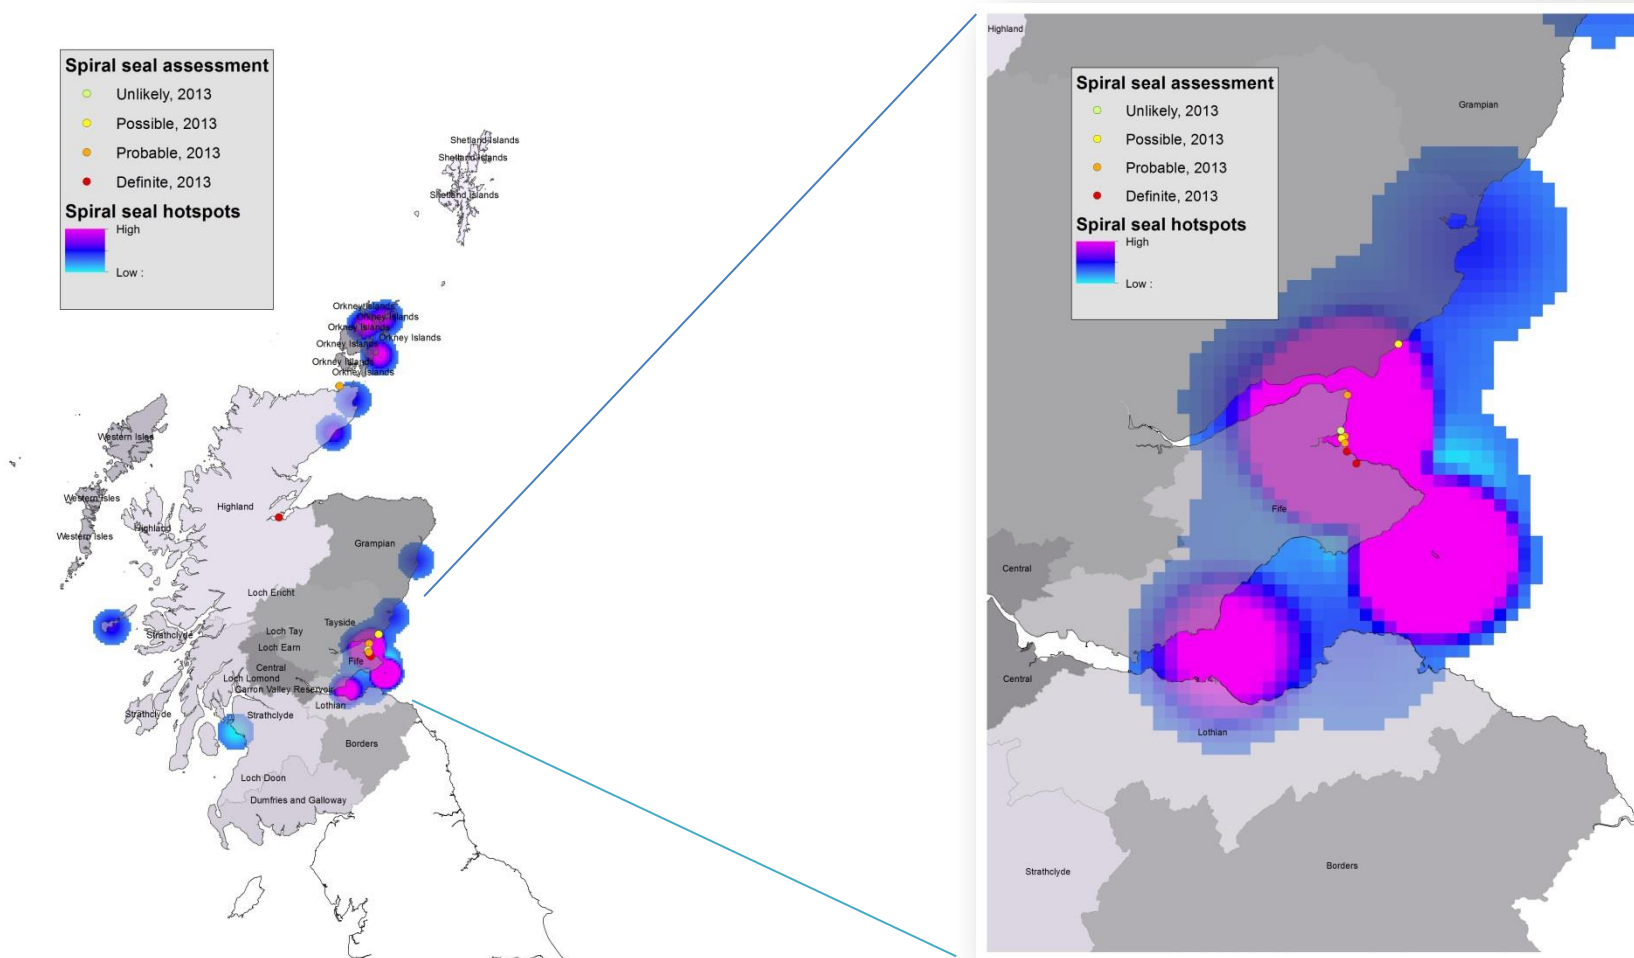 Spiral seal assessment
Unlikely, 2013
Possible, 2013
Probable, 2013
Definite, 2013
Spiral seal hotspots
High
Low :
Shetland Islands
Shetland Islands
Shetland Islands
Orkney Islands
Orkney Islands
Orkney Islands
Orkney Islands
Orkney Islands
Orkney Islands
Orkney Islands
Western Isles
Western Isles
Western Isles
Highland
Highland
Grampian
Loch Ericht
Tayside
Loch Tay
Loch Earn
Strathclyde
Fife
Central
Loch Lomond
Carron Valley Reservoir
Lothian
Strathclyde
Strathclyde
Borders
Loch Doon
Dumfries and Galloway
Highland
Spiral seal assessment
Unlikely, 2013
Possible, 2013
Probable, 2013
Definite, 2013
Spiral seal hotspots
High
Low :
Grampian
Fife
Central
Central
Lothian
Borders
Strathclyde